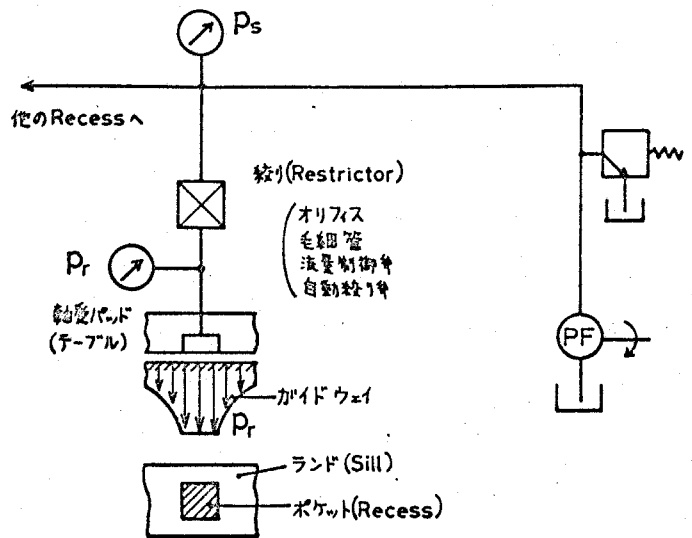 Ps
他のRecessへ
絞り(Restrictor)
オリフィス
毛細管
流量制御弁
自動絞り弁
Pr
軸受パッド
(テーブル)
PF
ガイドウェイ
Pr
ランド(Sill)
ポケット(Recess)